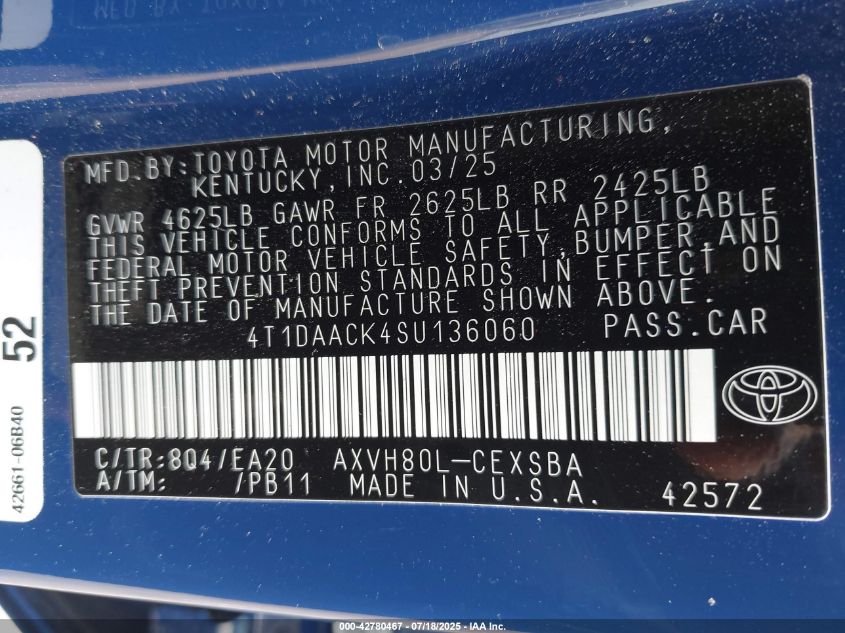 MFD.BY:TOYOTA MOTOR MANUFACTURING,
KENTUCKY,INC.03/25
GVWR 4625LB GAWR FR 2625LB RR 2425LB
THIS VEHICLE CONFORMS TO ALL APPLICABLE
FEDERAL MOTOR VEHICLE SAFETY,BUMPER,AND
THEFT PREVENTION STANDARDS IN EFFECT ON
THE DATE OF MANUFACTURE SHOWN ABOVE.
4T1DAACK4SU136060 PASS.CAR
C/TR:8Q4/EA20 AXVH80L-CEXSBA
A/TM: 7PB11 MADE IN U.S.A. 42572
52
42661-06B40
000-42780467 - 07/18/2025 - IAA Inc.